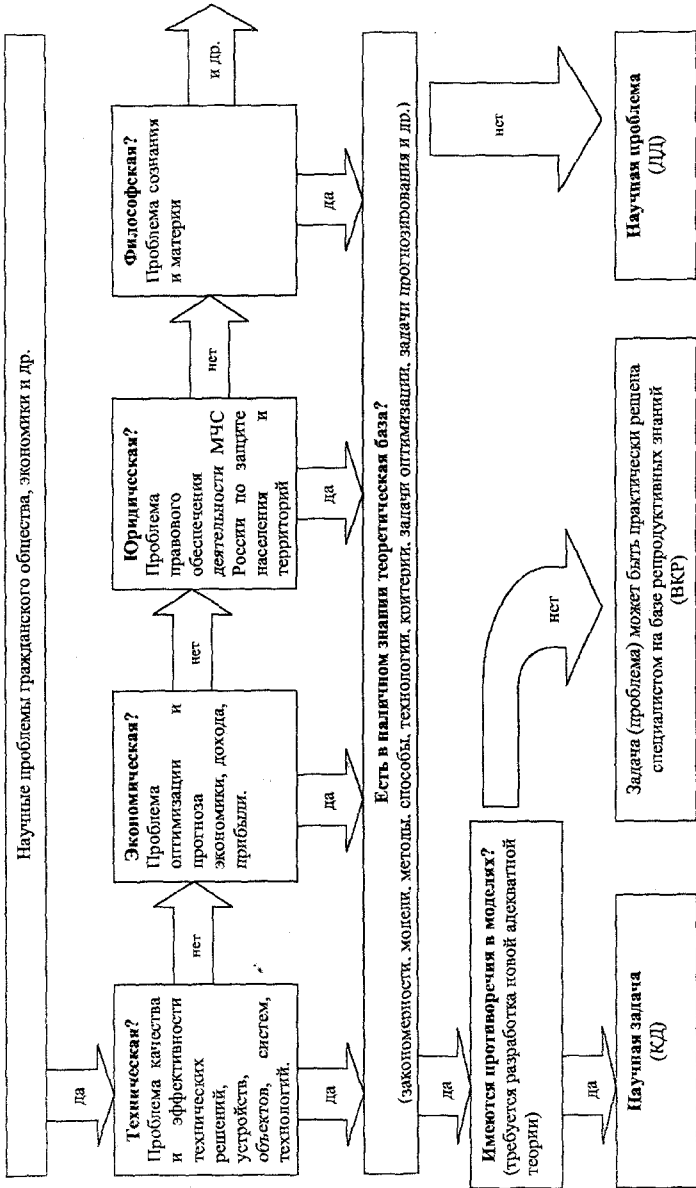 Научные проблемы гражданского общества, экономики и др.
да
Техническая?
Проблема качества
и эффективности
технических
решений,
устройств,
объектов, систем,
технологий.
нет
Экономическая?
Проблема
оптимизации и
прогноза
экономики, дохода,
прибыли.
нет
Юридическая?
Проблема
правового
обеспечения
деятельности МЧС
России по защите
населения и
территорий
нет
Философская?
Проблема сознания
и материи
и др.
да
да
да
да
Есть в наличном знании теоретическая база?
(закономерности, модели, методы, способы, технологии, критерии, задачи оптимизации, задачи прогнозирования и др.)
да
нет
Имеются противоречия в моделях?
(требуется разработка новой адекватной
теории)
да
нет
Научная задача
(КД)
Задача (проблема) может быть практически решена
специалистом на базе репродуктивных знаний
(ВКР)
Научная проблема
(ДД)